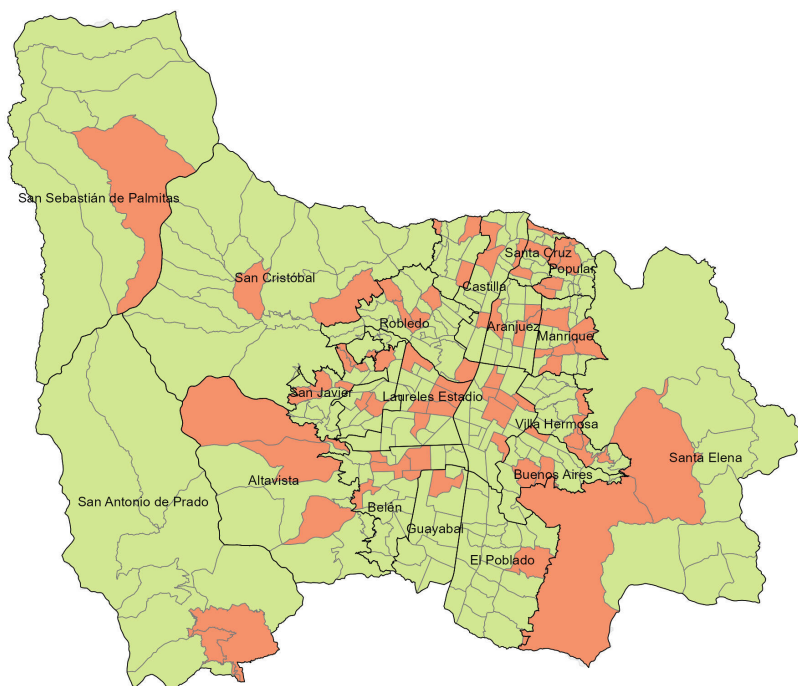 San Sebastián de Palmitas
San Cristóbal
Santa Cruz
Popular
Castilla
Robledo
Aranjuez
Manrique
San Javier
Laureles Estadio
Villa Hermosa
Santa Elena
Buenos Aires
Altavista
San Antonio de Prado
Belén
Guayabal
El Poblado